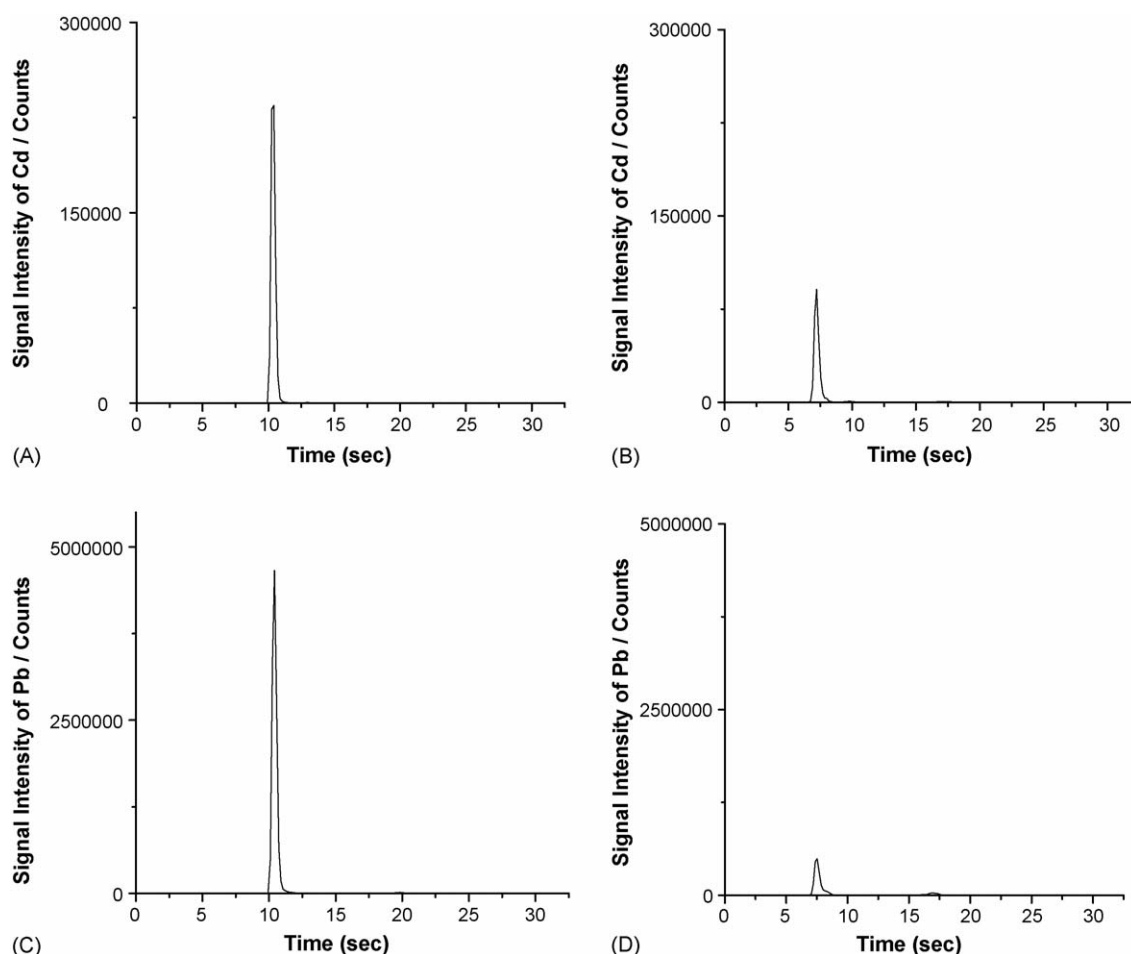 300000
150000
0
Signal Intensity of Cd / Counts
0 5 10 15 20 25 30
Time (sec)
(A)
300000
150000
0
Signal Intensity of Cd / Counts
0 5 10 15 20 25 30
Time (sec)
(B)
5000000
2500000
0
Signal Intensity of Pb / Counts
0 5 10 15 20 25 30
Time (sec)
(C)
5000000
2500000
0
Signal Intensity of Pb / Counts
0 5 10 15 20 25 30
Time (sec)
(D)